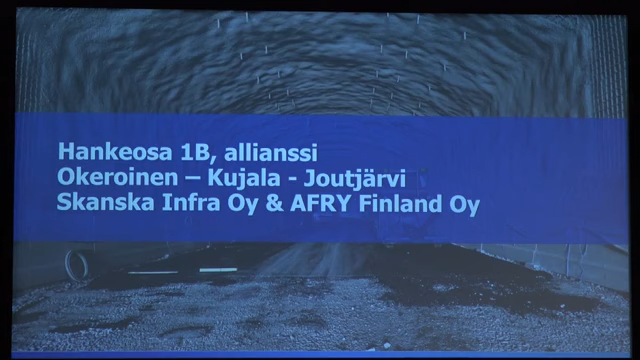 Hankeosa 1B, allianssi
Okeroinen – Kujala - Joutjärvi
Skanska Infra Oy & AFRY Finland Oy